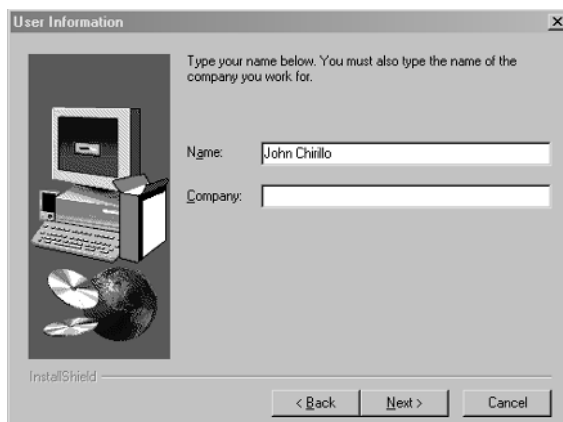 User Information
Type your name below. You must also type the name of the
company you work for.
Name: John Chirillo
Company:
InstallShield
< Back Next > Cancel